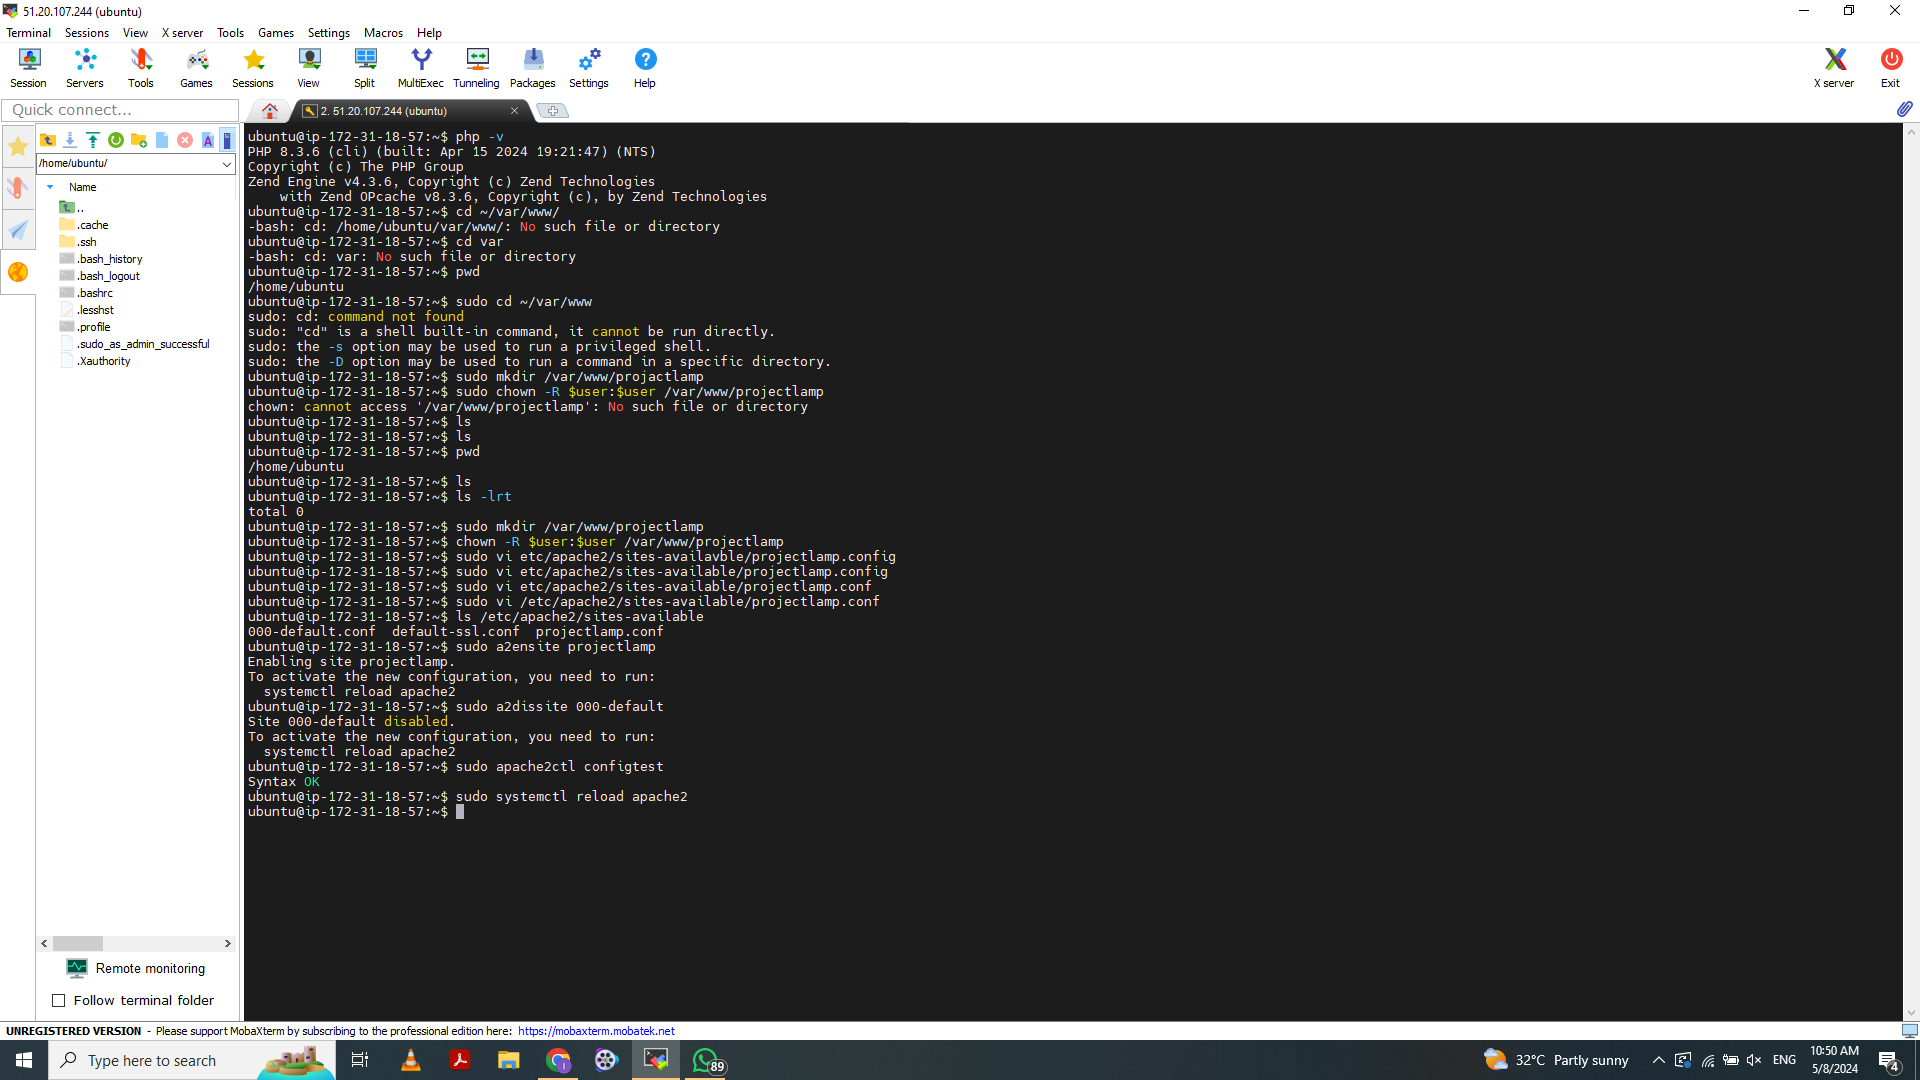 51.20.107.244 (ubuntu)
Terminal Sessions View X server Tools Games Settings Macros Help
Session Servers Tools Games Sessions View Split MultiExec Tunneling Packages Settings Help X server Exit
Quick connect...
2. 51.20.107.244 (ubuntu)
/home/ubuntu/
Name
..
.cache
.ssh
.bash_history
.bash_logout
.bashrc
.lesshst
.profile
.sudo_as_admin_successful
.Xauthority
Remote monitoring
Follow terminal folder
ubuntu@ip-172-31-18-57:~$ php -v
PHP 8.3.6 (cli) (built: Apr 15 2024 19:21:47) (NTS)
Copyright (c) The PHP Group
Zend Engine v4.3.6, Copyright (c) Zend Technologies
    with Zend OPcache v8.3.6, Copyright (c), by Zend Technologies
ubuntu@ip-172-31-18-57:~$ cd ~/var/www/
-bash: cd: /home/ubuntu/var/www/: No such file or directory
ubuntu@ip-172-31-18-57:~$ cd var
-bash: cd: var: No such file or directory
ubuntu@ip-172-31-18-57:~$ pwd
/home/ubuntu
ubuntu@ip-172-31-18-57:~$ sudo cd ~/var/www
sudo: cd: command not found
sudo: "cd" is a shell built-in command, it cannot be run directly.
sudo: the -s option may be used to run a privileged shell.
sudo: the -D option may be used to run a command in a specific directory.
ubuntu@ip-172-31-18-57:~$ sudo mkdir /var/www/projactlamp
ubuntu@ip-172-31-18-57:~$ sudo chown -R $user:$user /var/www/projectlamp
chown: cannot access '/var/www/projectlamp': No such file or directory
ubuntu@ip-172-31-18-57:~$ ls
ubuntu@ip-172-31-18-57:~$ ls
ubuntu@ip-172-31-18-57:~$ pwd
/home/ubuntu
ubuntu@ip-172-31-18-57:~$ ls
ubuntu@ip-172-31-18-57:~$ ls -lrt
total 0
ubuntu@ip-172-31-18-57:~$ sudo mkdir /var/www/projectlamp
ubuntu@ip-172-31-18-57:~$ chown -R $user:$user /var/www/projectlamp
ubuntu@ip-172-31-18-57:~$ sudo vi etc/apache2/sites-availavble/projectlamp.config
ubuntu@ip-172-31-18-57:~$ sudo vi etc/apache2/sites-available/projectlamp.config
ubuntu@ip-172-31-18-57:~$ sudo vi etc/apache2/sites-available/projectlamp.conf
ubuntu@ip-172-31-18-57:~$ sudo vi /etc/apache2/sites-available/projectlamp.conf
ubuntu@ip-172-31-18-57:~$ ls /etc/apache2/sites-available
000-default.conf  default-ssl.conf  projectlamp.conf
ubuntu@ip-172-31-18-57:~$ sudo a2ensite projectlamp
Enabling site projectlamp.
To activate the new configuration, you need to run:
  systemctl reload apache2
ubuntu@ip-172-31-18-57:~$ sudo a2dissite 000-default
Site 000-default disabled.
To activate the new configuration, you need to run:
  systemctl reload apache2
ubuntu@ip-172-31-18-57:~$ sudo apache2ctl configtest
Syntax OK
ubuntu@ip-172-31-18-57:~$ sudo systemctl reload apache2
ubuntu@ip-172-31-18-57:~$
UNREGISTERED VERSION - Please support MobaXterm by subscribing to the professional edition here: https://mobaxterm.mobatek.net
Type here to search
89
32°C Partly sunny
ENG
10:50 AM
5/8/2024
4